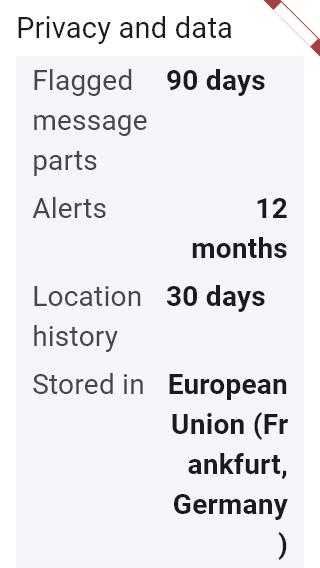 Privacy and data
Flagged 90 days
message
parts
Alerts 12
months
Location 30 days
history
Stored in European
Union (Fr
ankfurt,
Germany
)